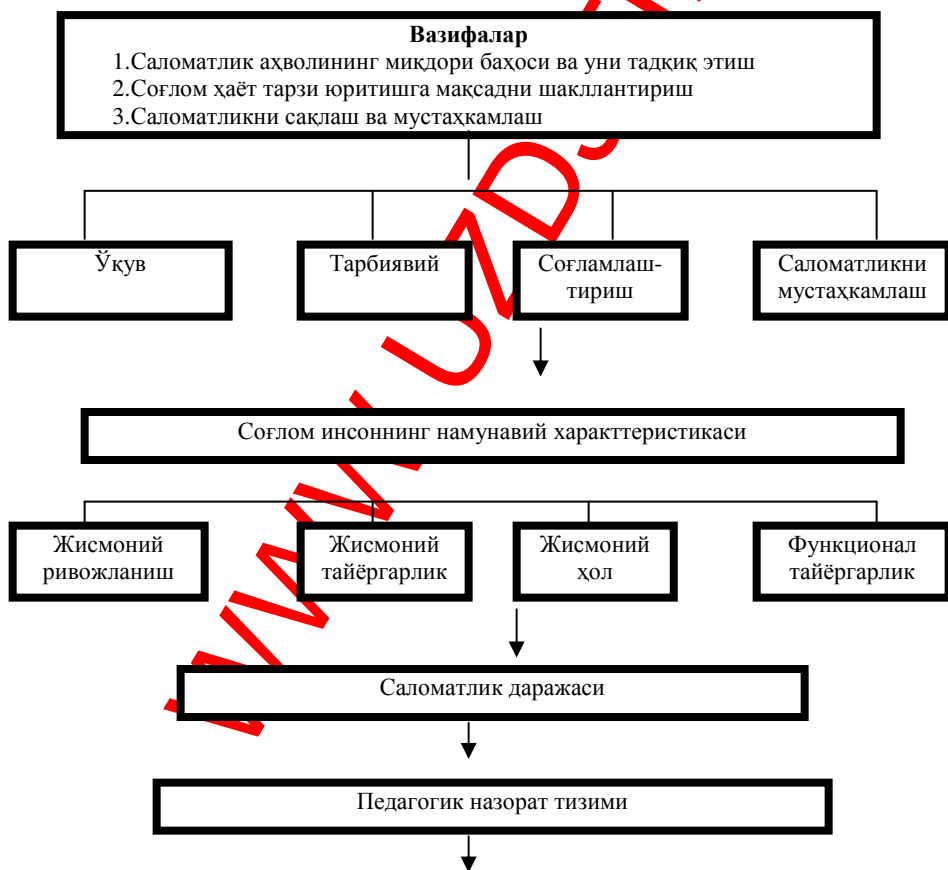 Вазифалар
1.Саломатлик аҳволининг миқдори баҳоси ва уни тадқиқ этиш
2.Соғлом ҳаёт тарзи юритишга мақсадни шакллантириш
3.Саломатликни сақлаш ва мустаҳкамлаш
Ўқув
Тарбиявий
Соғламлаш-
тириш
Саломатликни
мустаҳкамлаш
Соғлом инсоннинг намунавий характтеристикаси
Жисмоний
ривожланиш
Жисмоний
тайёргарлик
Жисмоний
ҳол
Функционал
тайёргарлик
Саломатлик даражаси
Педагогик назорат тизими